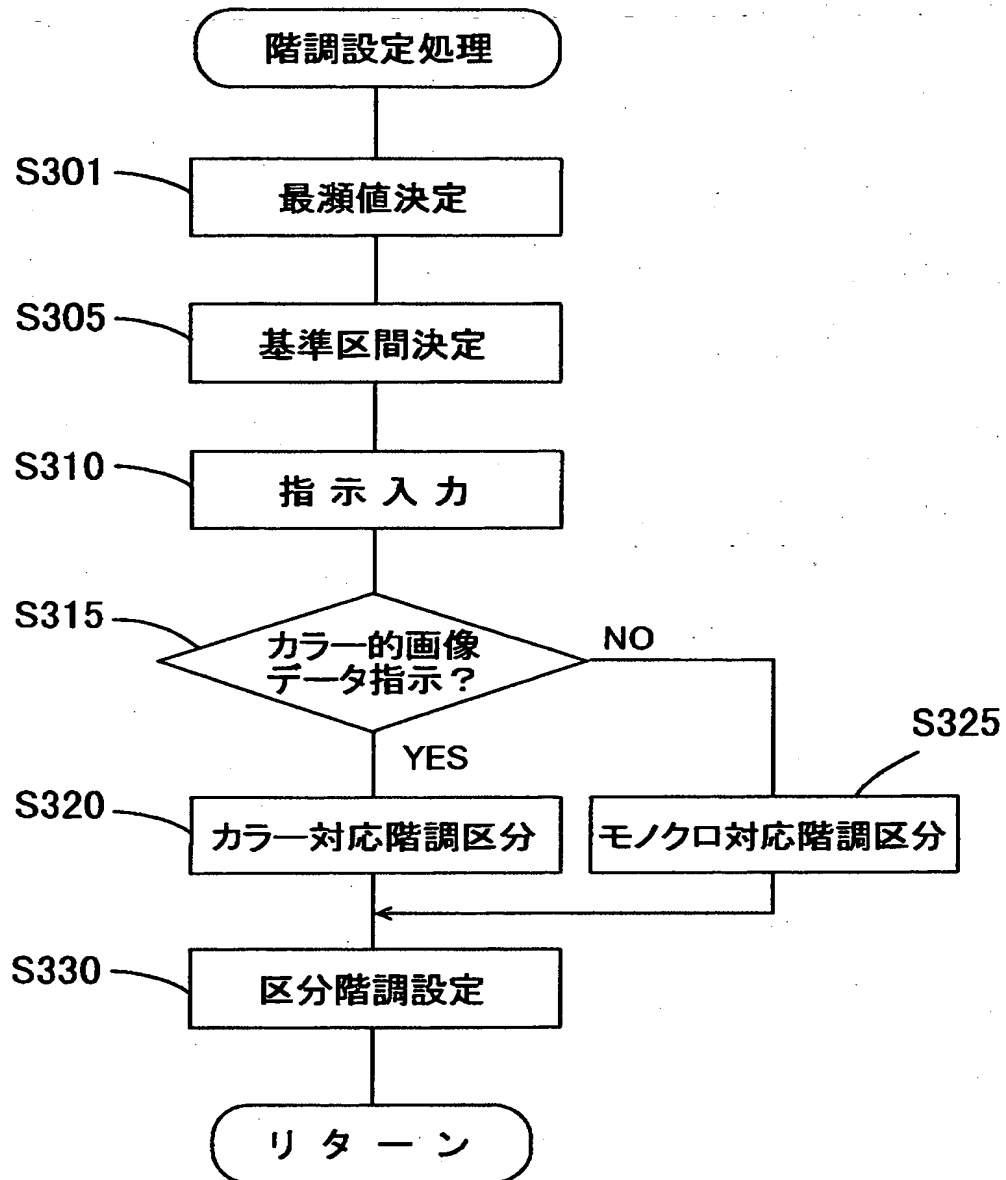 階調設定処理
S301
最瀕値決定
S305
基準区間決定
S310
指示入力
S315
カラー的画像
データ指示？
NO
YES
S325
S320
カラー対応階調区分
モノクロ対応階調区分
S330
区分階調設定
リターン